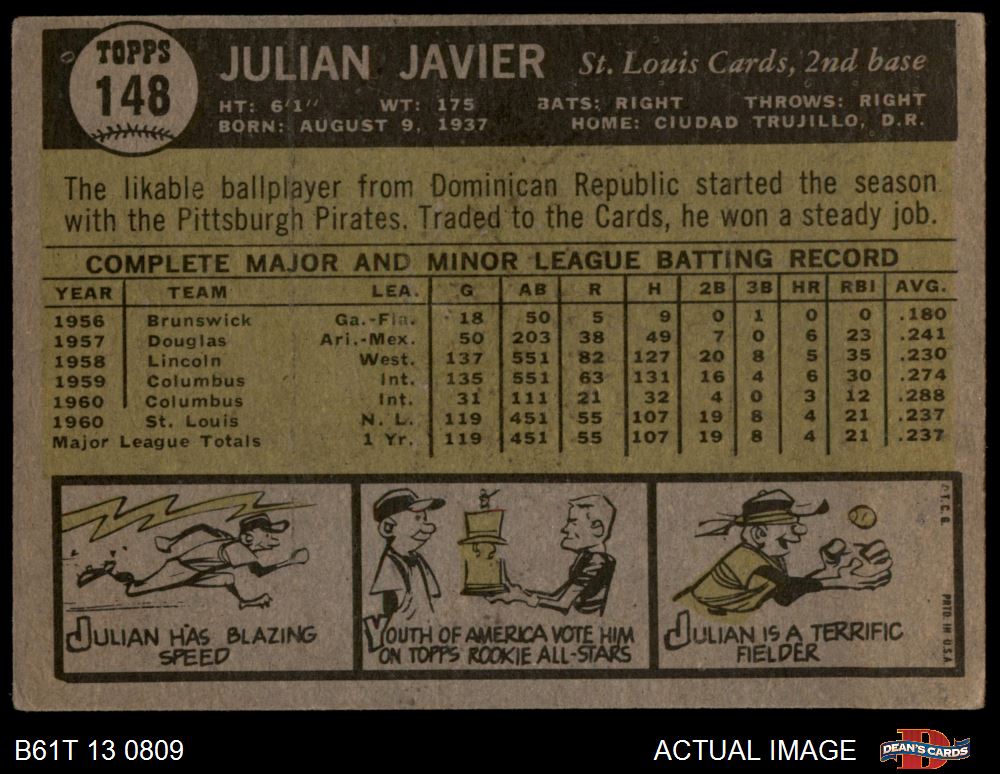 TOPPS
148
JULIAN JAVIER St. Louis Cards, 2nd base
HT: 6'1" WT: 175 BATS: RIGHT THROWS: RIGHT
BORN: AUGUST 9, 1937 HOME: CIUDAD TRUJILLO, D.R.
The likable ballplayer from Dominican Republic started the season
with the Pittsburgh Pirates. Traded to the Cards, he won a steady job.
COMPLETE MAJOR AND MINOR LEAGUE BATTING RECORD
YEAR TEAM LEA. G AB R H 2B 3B HR RBI AVG.
1956 Brunswick Ga.-Fla. 18 50 5 9 0 1 0 0 .180
1957 Douglas Ari.-Mex. 50 203 38 49 7 0 6 23 .241
1958 Lincoln West. 137 551 82 127 20 8 5 35 .230
1959 Columbus Int. 135 551 63 131 16 4 6 30 .274
1960 Columbus Int. 31 111 21 32 4 0 3 12 .288
1960 St. Louis N. L. 119 451 55 107 19 8 4 21 .237
Major League Totals 1 Yr. 119 451 55 107 19 8 4 21 .237
JULIAN HAS BLAZING
SPEED
YOUTH OF AMERICA VOTE HIM
ON TOPPS ROOKIE ALL-STARS
JULIAN IS A TERRIFIC
FIELDER
©T.C.G.
PRTD. IN U.S.A.
B61T 13 0809
ACTUAL IMAGE
DEAN'S CARDS